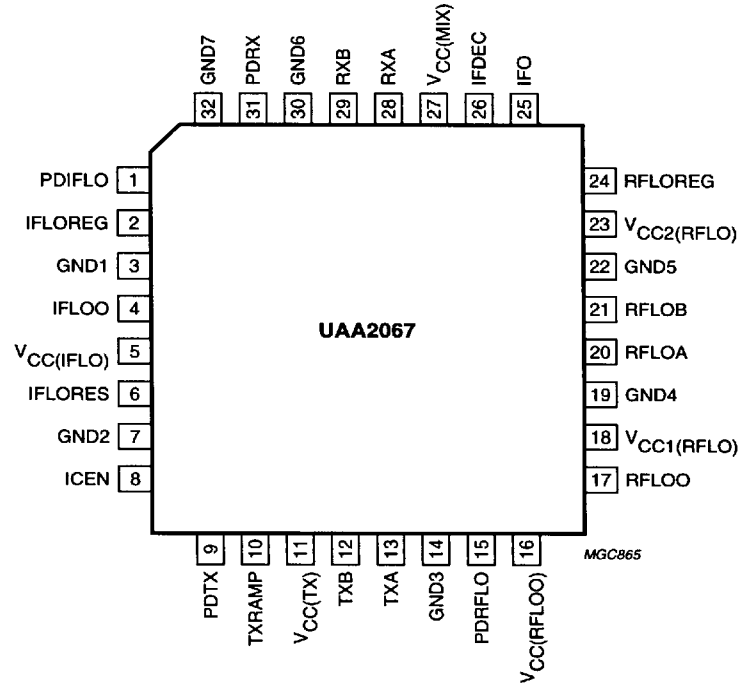 GND7
PDRX
GND6
RXB
RXA
VCC(MIX)
IFDEC
IFO
32
31
30
29
28
27
26
25
PDIFLO 1
IFLOREG 2
GND1 3
IFLOO 4
VCC(IFLO) 5
IFLORES 6
GND2 7
ICEN 8
UAA2067
24 RFLOREG
23 VCC2(RFLO)
22 GND5
21 RFLOB
20 RFLOA
19 GND4
18 VCC1(RFLO)
17 RFLOO
9
10
11
12
13
14
15
16
MGC865
PDTX
TXRAMP
VCC(TX)
TXB
TXA
GND3
PDRFLO
VCC(RFLOO)